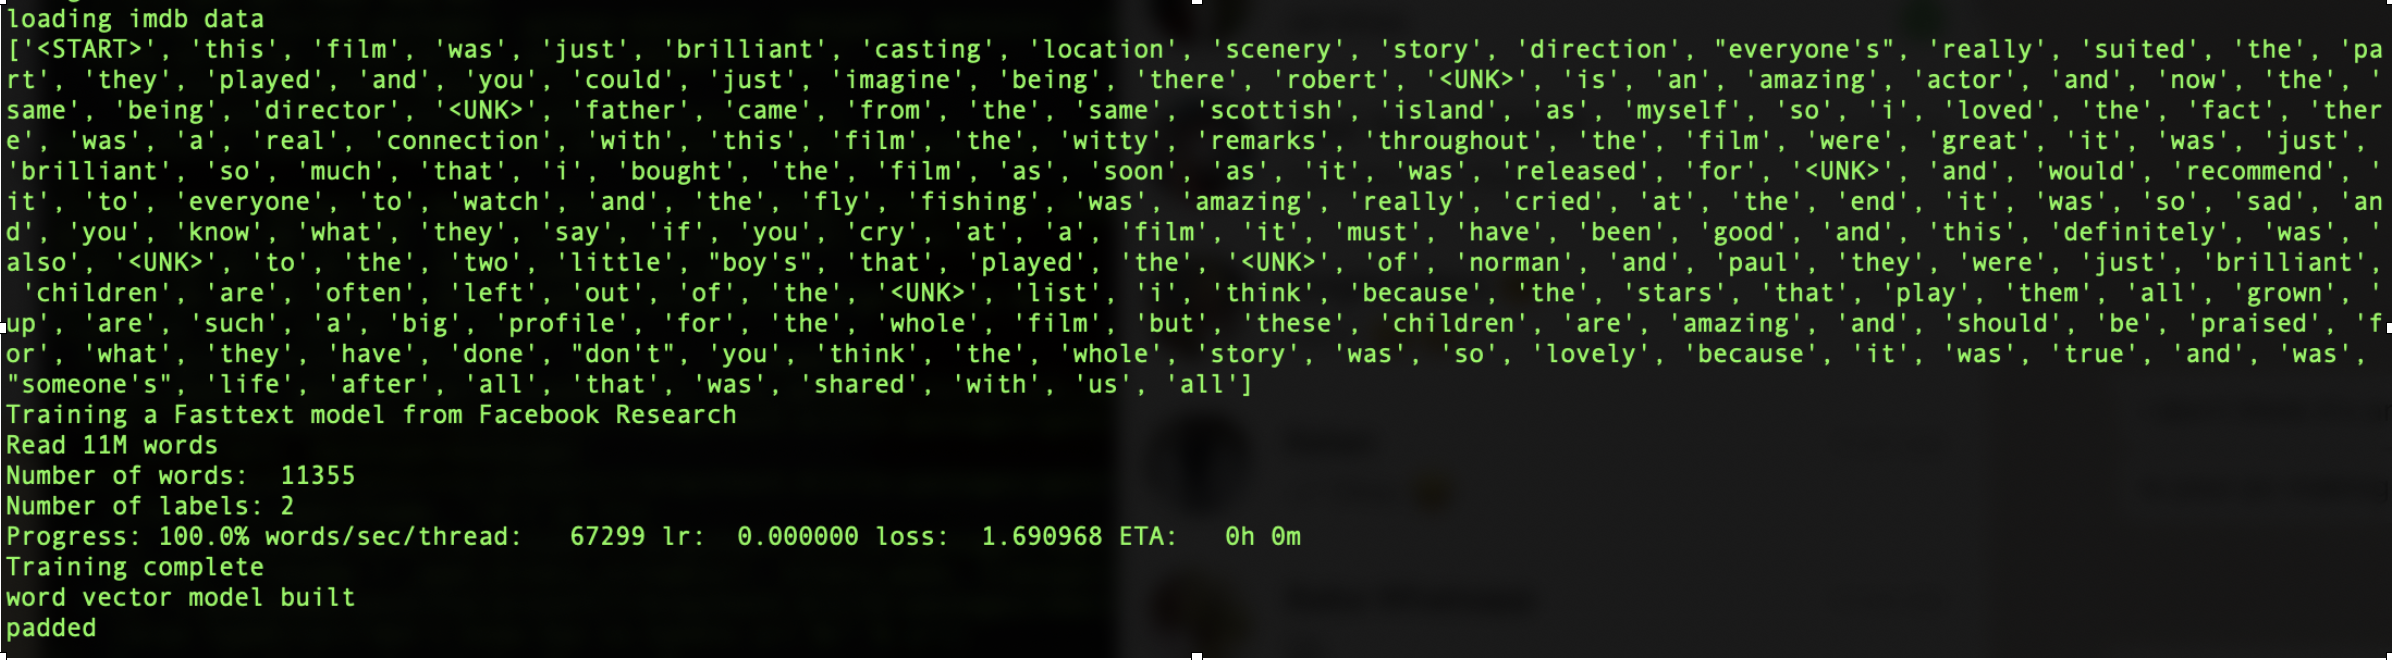 loading imdb data
['<START>', 'this', 'film', 'was', 'just', 'brilliant', 'casting', 'location', 'scenery', 'story', 'direction', "everyone's", 'really', 'suited', 'the', 'pa
rt', 'they', 'played', 'and', 'you', 'could', 'just', 'imagine', 'being', 'there', 'robert', '<UNK>', 'is', 'an', 'amazing', 'actor', 'and', 'now', 'the', '
same', 'being', 'director', '<UNK>', 'father', 'came', 'from', 'the', 'same', 'scottish', 'island', 'as', 'myself', 'so', 'i', 'loved', 'the', 'fact', 'ther
e', 'was', 'a', 'real', 'connection', 'with', 'this', 'film', 'the', 'witty', 'remarks', 'throughout', 'the', 'film', 'were', 'great', 'it', 'was', 'just',
'brilliant', 'so', 'much', 'that', 'i', 'bought', 'the', 'film', 'as', 'soon', 'as', 'it', 'was', 'released', 'for', '<UNK>', 'and', 'would', 'recommend', '
it', 'to', 'everyone', 'to', 'watch', 'and', 'the', 'fly', 'fishing', 'was', 'amazing', 'really', 'cried', 'at', 'the', 'end', 'it', 'was', 'so', 'sad', 'an
d', 'you', 'know', 'what', 'they', 'say', 'if', 'you', 'cry', 'at', 'a', 'film', 'it', 'must', 'have', 'been', 'good', 'and', 'this', 'definitely', 'was', '
also', '<UNK>', 'to', 'the', 'two', 'little', "boy's", 'that', 'played', 'the', '<UNK>', 'of', 'norman', 'and', 'paul', 'they', 'were', 'just', 'brilliant',
'children', 'are', 'often', 'left', 'out', 'of', 'the', '<UNK>', 'list', 'i', 'think', 'because', 'the', 'stars', 'that', 'play', 'them', 'all', 'grown', '
up', 'are', 'such', 'a', 'big', 'profile', 'for', 'the', 'whole', 'film', 'but', 'these', 'children', 'are', 'amazing', 'and', 'should', 'be', 'praised', 'f
or', 'what', 'they', 'have', 'done', "don't", 'you', 'think', 'the', 'whole', 'story', 'was', 'so', 'lovely', 'because', 'it', 'was', 'true', 'and', 'was',
"someone's", 'life', 'after', 'all', 'that', 'was', 'shared', 'with', 'us', 'all']
Training a Fasttext model from Facebook Research
Read 11M words
Number of words:  11355
Number of labels: 2
Progress: 100.0% words/sec/thread:   67299 lr:  0.000000 loss:  1.690968 ETA:   0h 0m
Training complete
word vector model built
padded